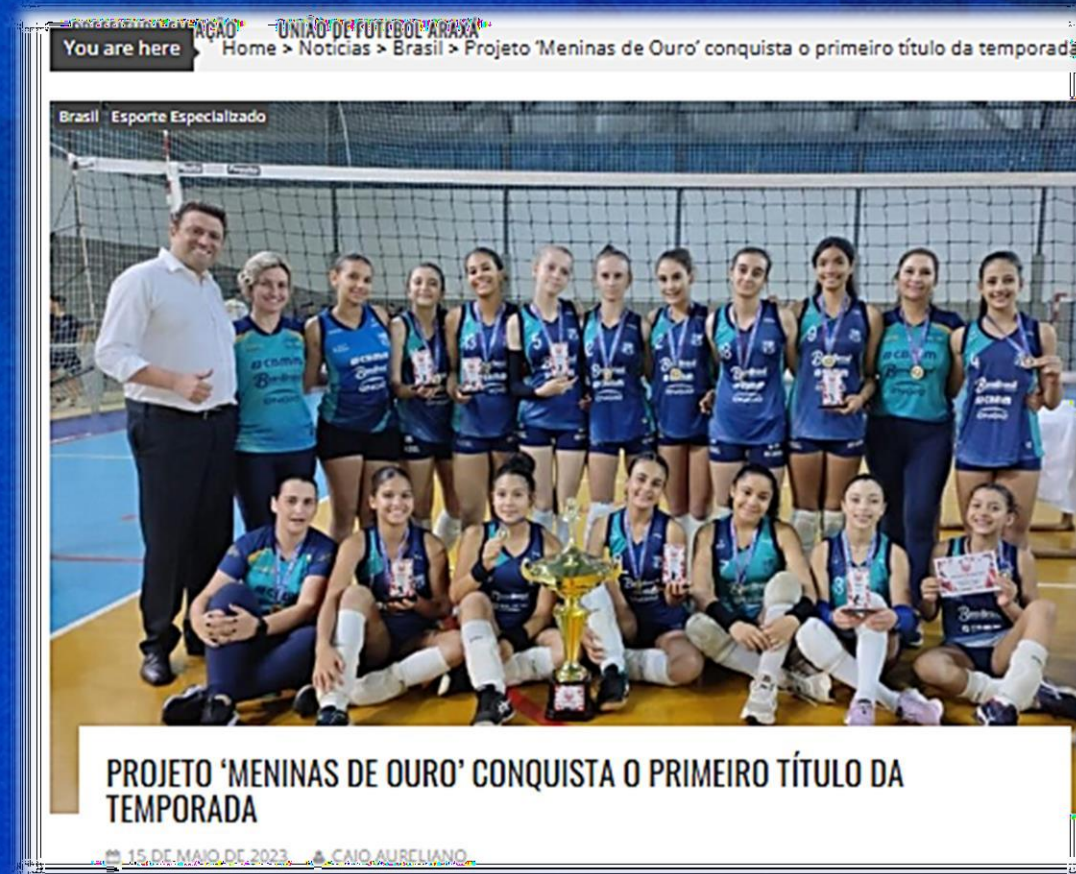 AÇÃO UNIÃO DE FUTEBOL ARAXÁ
You are here Home > Notícias > Brasil > Projeto ‘Meninas de Ouro’ conquista o primeiro título da temporada
Brasil Esporte Especializado
PROJETO ‘MENINAS DE OURO’ CONQUISTA O PRIMEIRO TÍTULO DA
TEMPORADA
15 DE MAIO DE 2023 CAIO AURELIANO